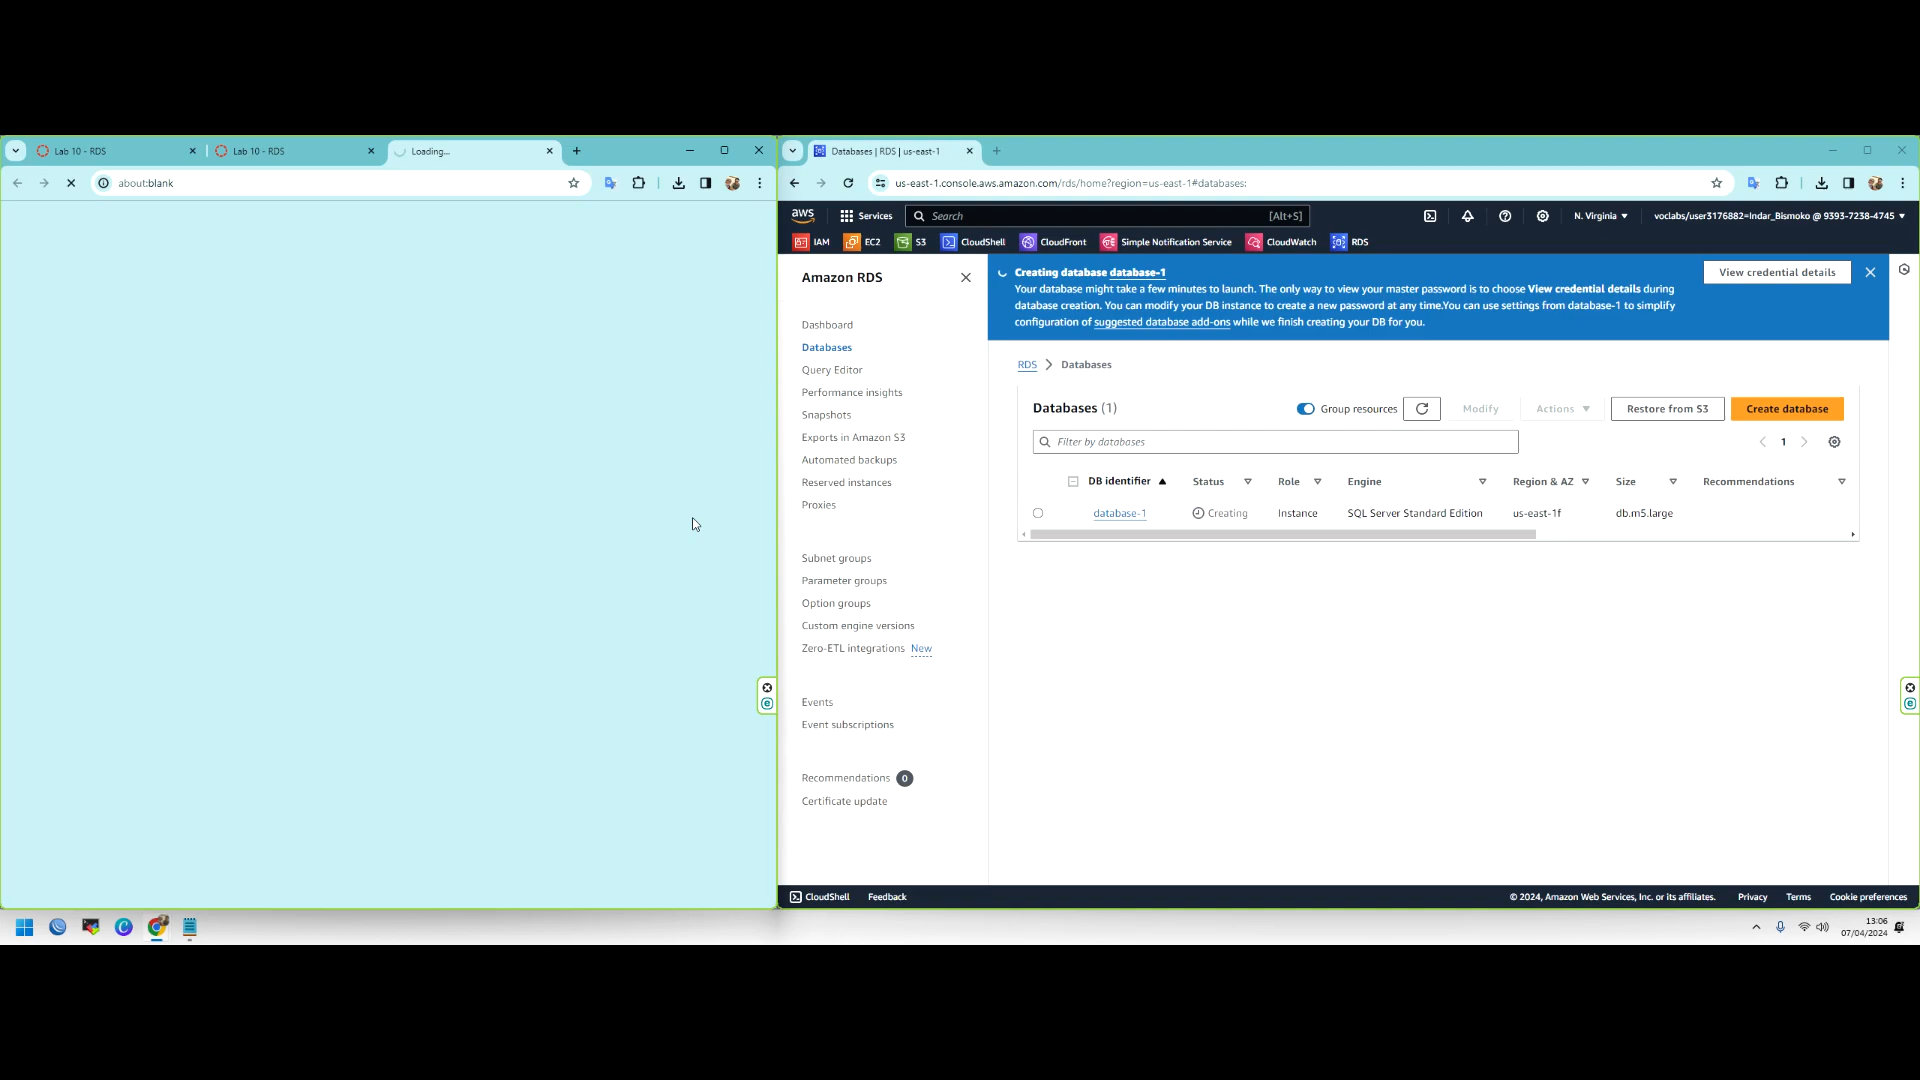 Lab 10 - RDS
Lab 10 - RDS
Loading...
about:blank
Databases | RDS | us-east-1
us-east-1.console.aws.amazon.com/rds/home?region=us-east-1#databases:
aws
Services
Search
[Alt+S]
N. Virginia
voclabs/user3176882=Indar_Bismoko @ 9393-7238-4745
IAM
EC2
S3
CloudShell
CloudFront
Simple Notification Service
CloudWatch
RDS
Amazon RDS
Dashboard
Databases
Query Editor
Performance insights
Snapshots
Exports in Amazon S3
Automated backups
Reserved instances
Proxies
Subnet groups
Parameter groups
Option groups
Custom engine versions
Zero-ETL integrations New
Events
Event subscriptions
Recommendations 0
Certificate update
Creating database database-1
Your database might take a few minutes to launch. The only way to view your master password is to choose View credential details during
database creation. You can modify your DB instance to create a new password at any time.You can use settings from database-1 to simplify
configuration of suggested database add-ons while we finish creating your DB for you.
View credential details
RDS
Databases
Databases (1)
Group resources
Modify
Actions
Restore from S3
Create database
Filter by databases
1
DB identifier
Status
Role
Engine
Region & AZ
Size
Recommendations
database-1
Creating
Instance
SQL Server Standard Edition
us-east-1f
db.m5.large
CloudShell
Feedback
© 2024, Amazon Web Services, Inc. or its affiliates.
Privacy
Terms
Cookie preferences
13:06
07/04/2024